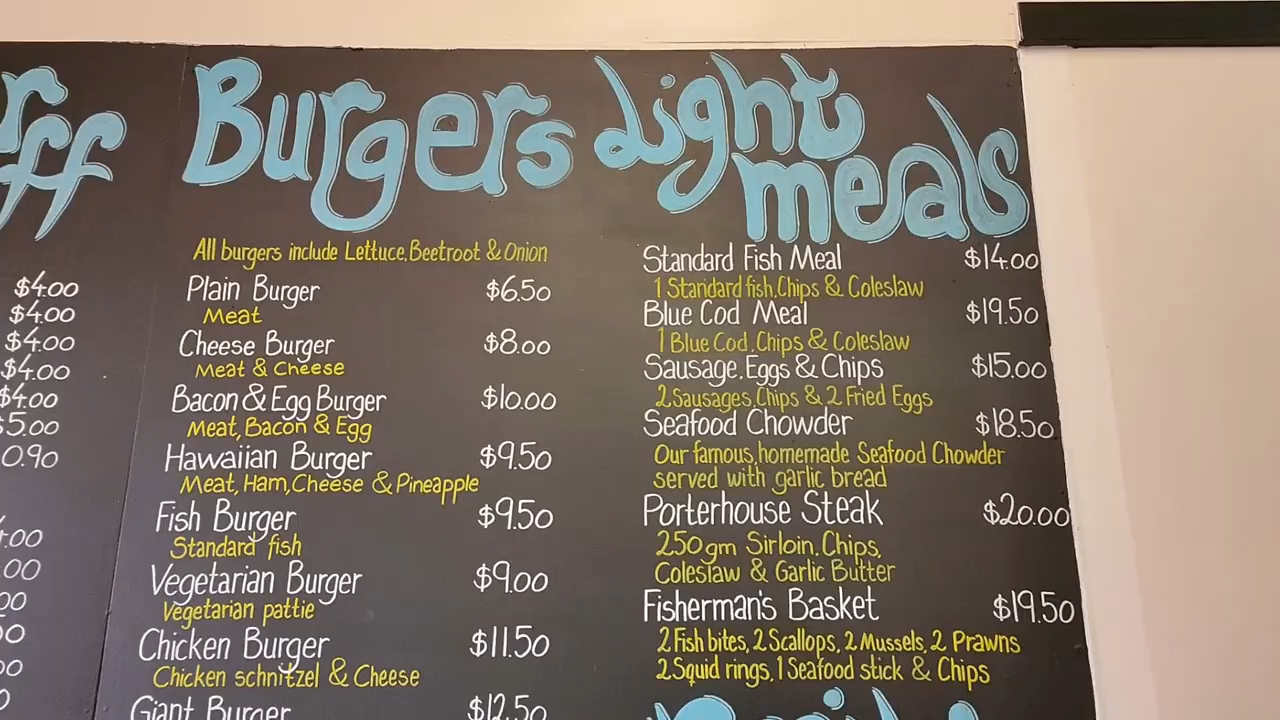 $4.00
$4.00
$4.00
$4.00
$4.00
$5.00
0.90
Burgers
All burgers include Lettuce, Beetroot & Onion
Plain Burger $6.50
Meat
Cheese Burger $8.00
Meat & Cheese
Bacon & Egg Burger $10.00
Meat, Bacon & Egg
Hawaiian Burger $9.50
Meat, Ham, Cheese & Pineapple
Fish Burger $9.50
Standard fish
Vegetarian Burger $9.00
Vegetarian pattie
Chicken Burger $11.50
Chicken schnitzel & Cheese
Giant Burger $12.50
Light
meals
Standard Fish Meal $14.00
1 Standard fish, Chips & Coleslaw
Blue Cod Meal $19.50
1 Blue Cod, Chips & Coleslaw
Sausage, Eggs & Chips $15.00
2 Sausages, Chips & 2 Fried Eggs
Seafood Chowder $18.50
Our famous, homemade Seafood Chowder
served with garlic bread
Porterhouse Steak $20.00
250gm Sirloin, Chips,
Coleslaw & Garlic Butter
Fisherman's Basket $19.50
2 Fish bites, 2 Scallops, 2 Mussels, 2 Prawns
2 Squid rings, 1 Seafood stick & Chips